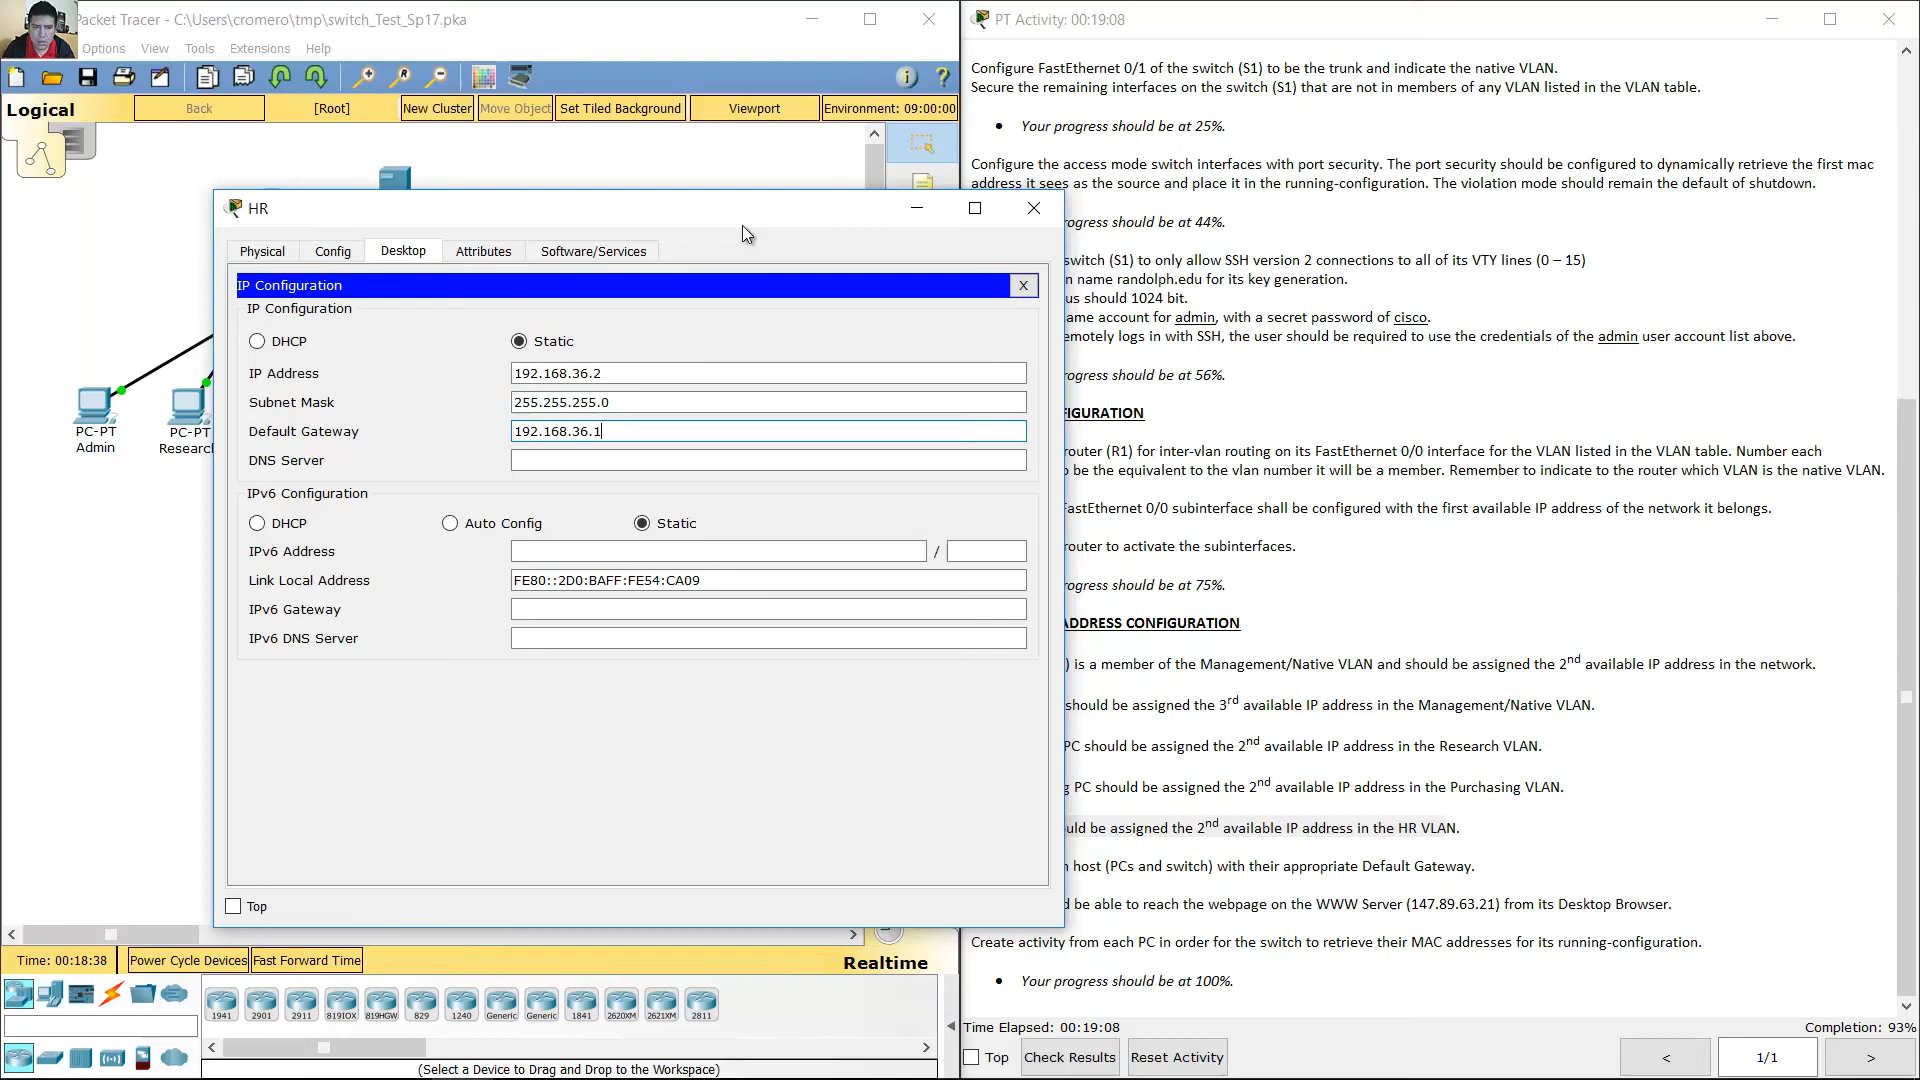 Packet Tracer - C:\Users\cromero\tmp\switch_Test_Sp17.pka
Options View Tools Extensions Help
Logical
Back
[Root]
New Cluster
Move Object
Set Tiled Background
Viewport
Environment: 09:00:00
PC-PT
Admin
PC-PT
Researc
HR
Physical
Config
Desktop
Attributes
Software/Services
IP Configuration
X
IP Configuration
DHCP
Static
IP Address
192.168.36.2
Subnet Mask
255.255.255.0
Default Gateway
192.168.36.1
DNS Server
IPv6 Configuration
DHCP
Auto Config
Static
IPv6 Address
/
Link Local Address
FE80::2D0:BAFF:FE54:CA09
IPv6 Gateway
IPv6 DNS Server
Top
Time: 00:18:38
Power Cycle Devices
Fast Forward Time
Realtime
1941
2901
2911
819IOX
819HGW
829
1240
Generic
Generic
1841
2620XM
2621XM
2811
(Select a Device to Drag and Drop to the Workspace)
PT Activity: 00:19:08
Configure FastEthernet 0/1 of the switch (S1) to be the trunk and indicate the native VLAN.
Secure the remaining interfaces on the switch (S1) that are not in members of any VLAN listed in the VLAN table.
• Your progress should be at 25%.
Configure the access mode switch interfaces with port security. The port security should be configured to dynamically retrieve the first mac
address it sees as the source and place it in the running-configuration. The violation mode should remain the default of shutdown.
rogress should be at 44%.
switch (S1) to only allow SSH version 2 connections to all of its VTY lines (0 – 15)
n name randolph.edu for its key generation.
us should 1024 bit.
ame account for admin, with a secret password of cisco.
emotely logs in with SSH, the user should be required to use the credentials of the admin user account list above.
rogress should be at 56%.
FIGURATION
router (R1) for inter-vlan routing on its FastEthernet 0/0 interface for the VLAN listed in the VLAN table. Number each
o be the equivalent to the vlan number it will be a member. Remember to indicate to the router which VLAN is the native VLAN.
FastEthernet 0/0 subinterface shall be configured with the first available IP address of the network it belongs.
router to activate the subinterfaces.
rogress should be at 75%.
ADDRESS CONFIGURATION
) is a member of the Management/Native VLAN and should be assigned the 2nd available IP address in the network.
should be assigned the 3rd available IP address in the Management/Native VLAN.
PC should be assigned the 2nd available IP address in the Research VLAN.
g PC should be assigned the 2nd available IP address in the Purchasing VLAN.
uld be assigned the 2nd available IP address in the HR VLAN.
h host (PCs and switch) with their appropriate Default Gateway.
d be able to reach the webpage on the WWW Server (147.89.63.21) from its Desktop Browser.
Create activity from each PC in order for the switch to retrieve their MAC addresses for its running-configuration.
• Your progress should be at 100%.
Time Elapsed: 00:19:08
Completion: 93%
Top
Check Results
Reset Activity
<
1/1
>